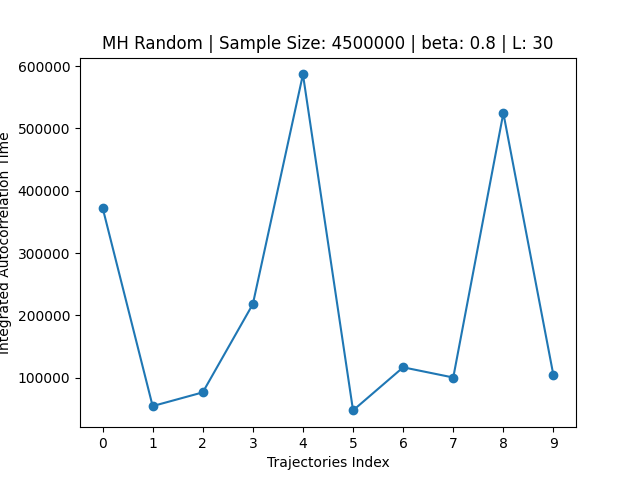 MH Random | Sample Size: 4500000 | beta: 0.8 | L: 30
600000
500000
400000
300000
200000
100000
Integrated Autocorrelation Time
0 1 2 3 4 5 6 7 8 9
Trajectories Index